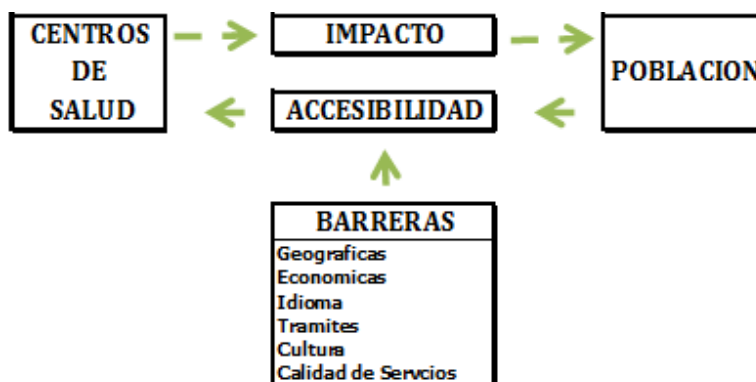 CENTROS
DE
SALUD
IMPACTO
ACCESIBILIDAD
POBLACION
BARRERAS
Geograficas
Economicas
Idioma
Tramites
Cultura
Calidad de Servcios